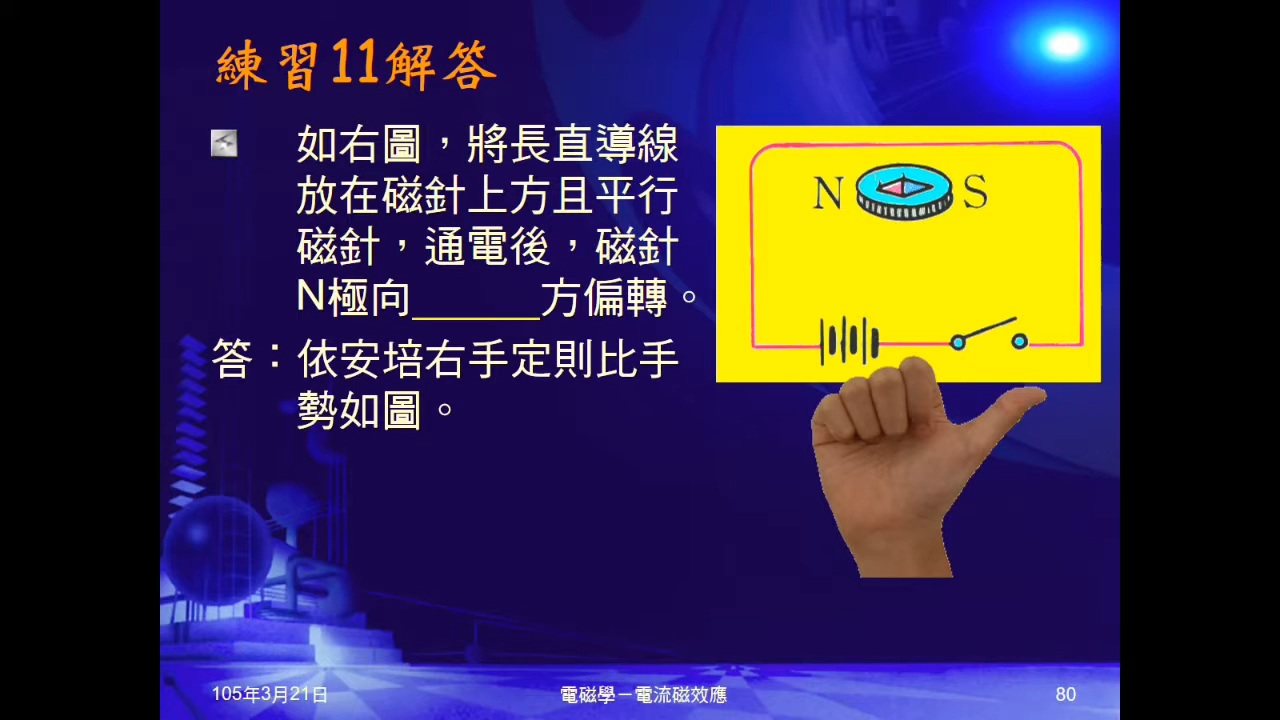 練習11解答
如右圖，將長直導線
放在磁針上方且平行
磁針，通電後，磁針
N極向______方偏轉。
答：依安培右手定則比手
勢如圖。
N S
105年3月21日
電磁學－電流磁效應
80